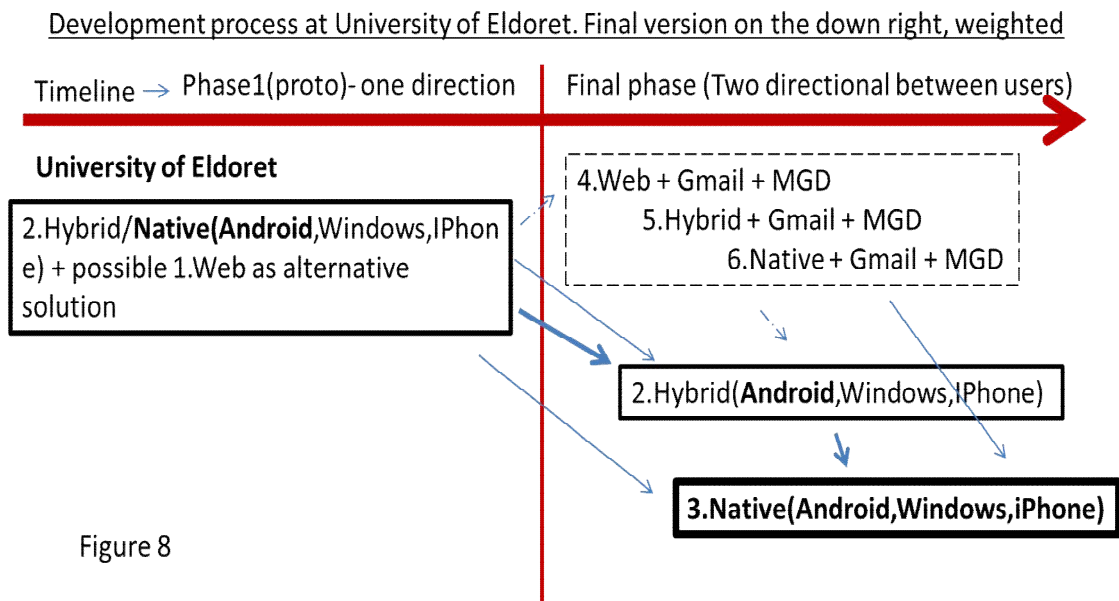 Development process at University of Eldoret. Final version on the down right, weighted
Timeline → Phase1(proto)- one direction
Final phase (Two directional between users)
University of Eldoret
2.Hybrid/Native(Android,Windows,IPhon
e) + possible 1.Web as alternative
solution
4.Web + Gmail + MGD
5.Hybrid + Gmail + MGD
6.Native + Gmail + MGD
2.Hybrid(Android,Windows,IPhone)
3.Native(Android,Windows,iPhone)
Figure 8